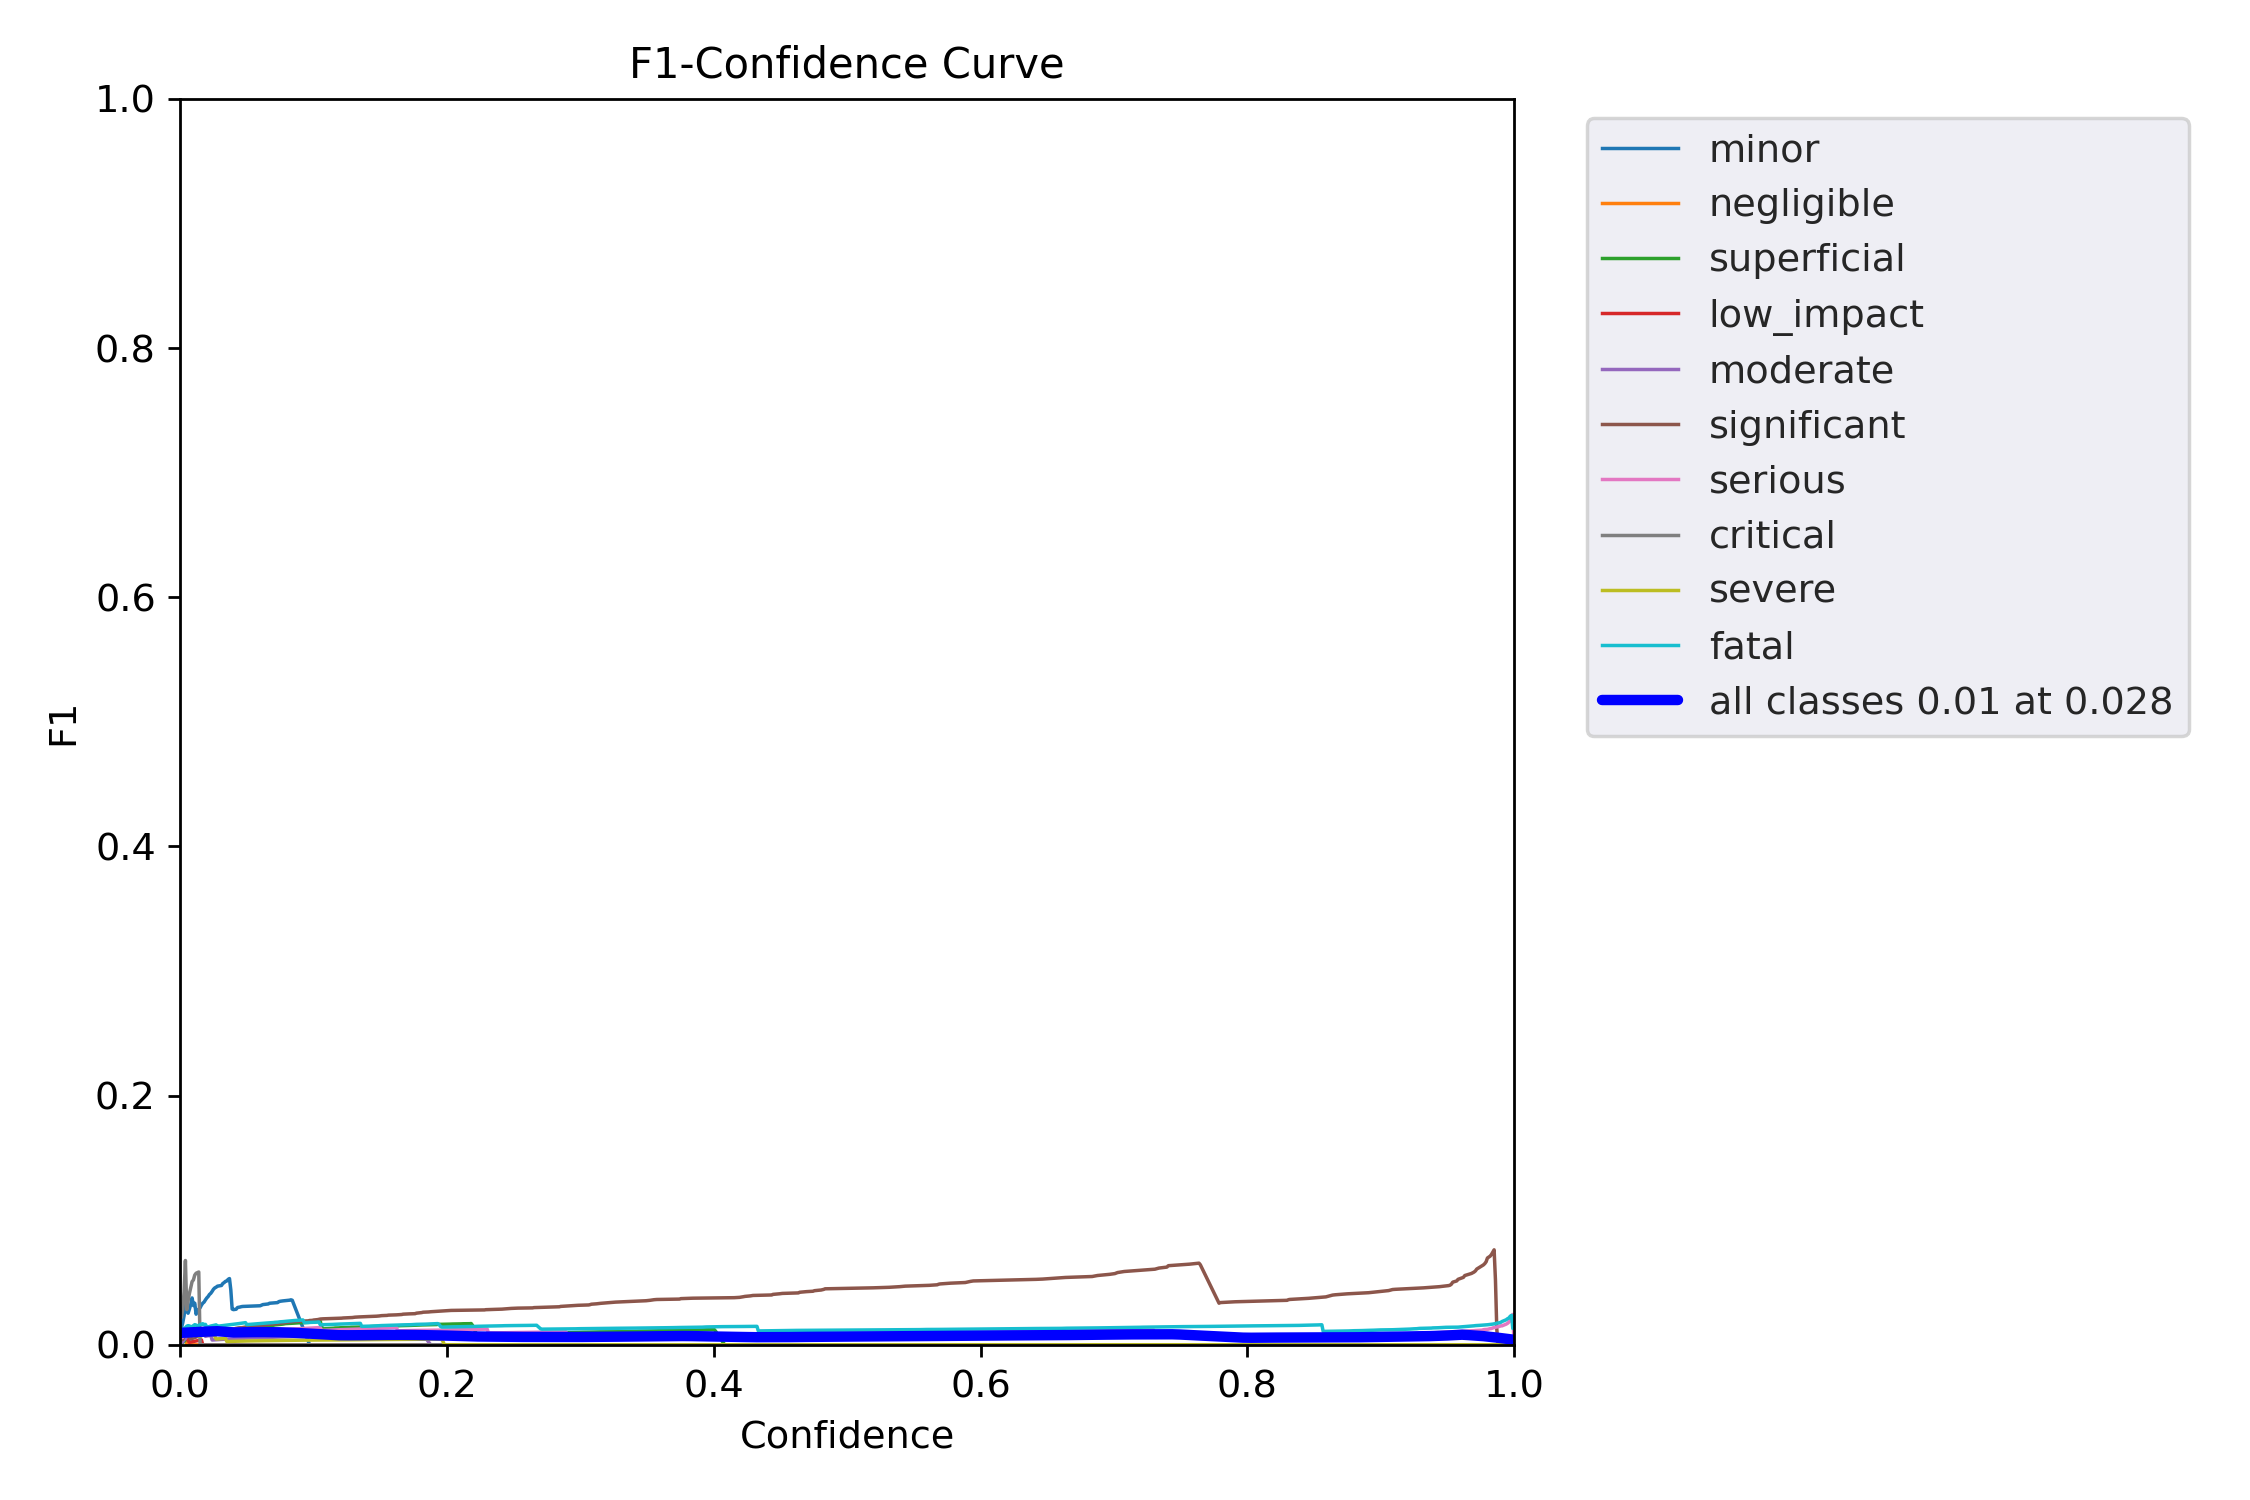 F1-Confidence Curve
1.0
0.8
0.6
0.4
0.2
0.0
F1
0.0 0.2 0.4 0.6 0.8 1.0
Confidence
minor
negligible
superficial
low_impact
moderate
significant
serious
critical
severe
fatal
all classes 0.01 at 0.028